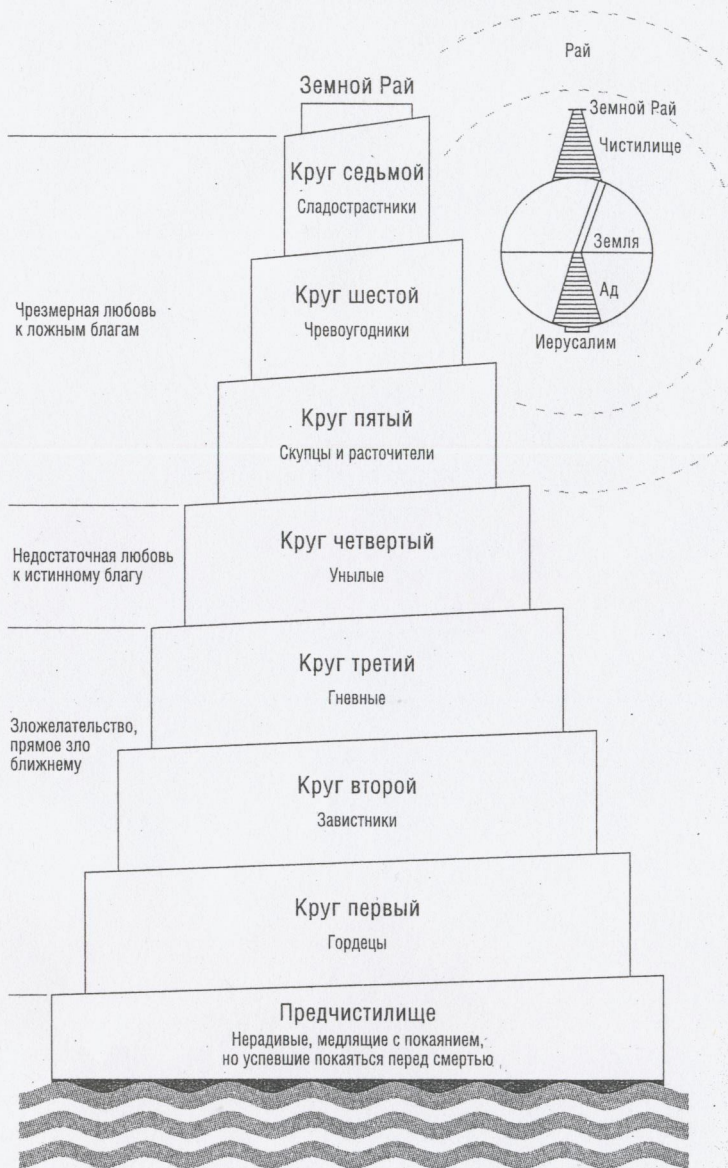 Рай
Земной Рай
Земной Рай
Чистилище
Круг седьмой
Сладострастники
Земля
Круг шестой
Чревоугодники
Ад
Чрезмерная любовь
к ложным благам
Иерусалим
Круг пятый
Скупцы и расточители
Круг четвертый
Унылые
Недостаточная любовь
к истинному благу
Круг третий
Гневные
Зложелательство,
прямое зло
ближнему
Круг второй
Завистники
Круг первый
Гордецы
Предчистилище
Нерадивые, медлящие с покаянием,
но успевшие покаяться перед смертью